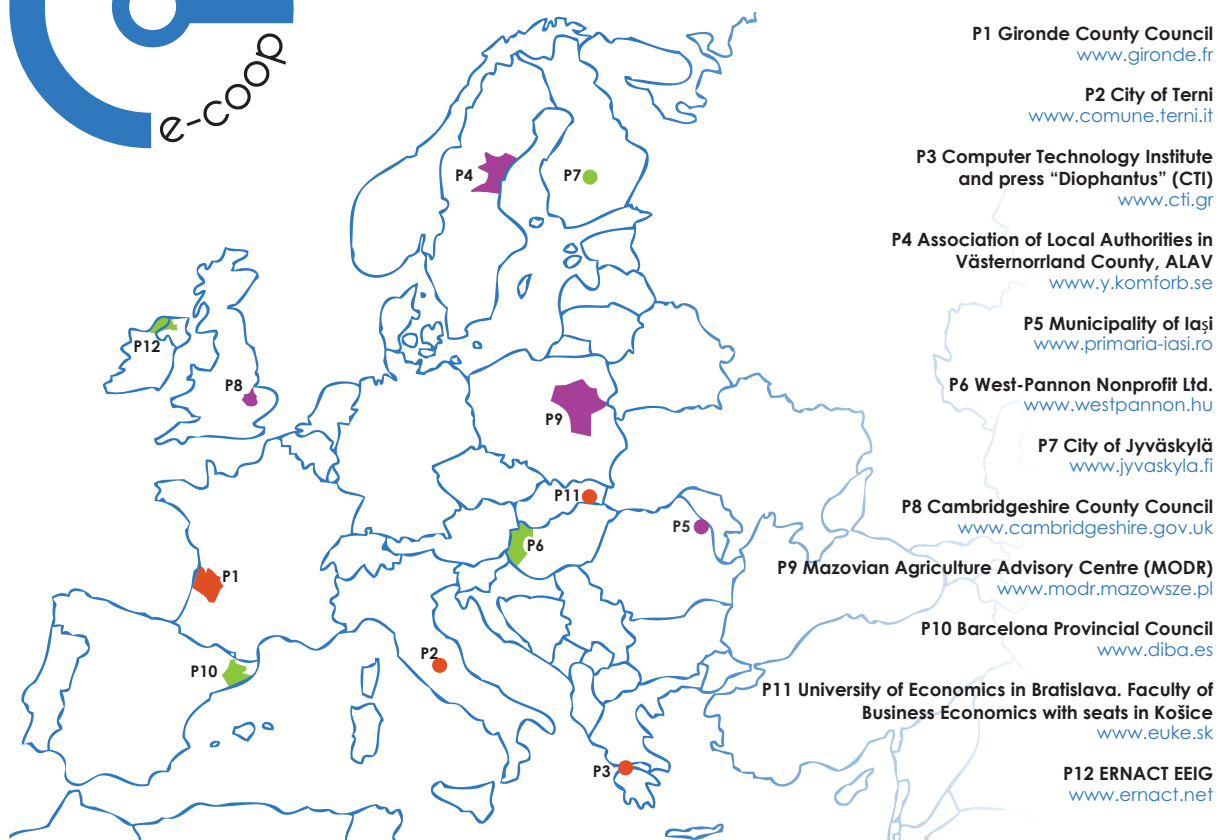 e-coop
P1 Gironde County Council
www.gironde.fr
P2 City of Terni
www.comune.terni.it
P3 Computer Technology Institute
and press “Diophantus” (CTI)
www.cti.gr
P4 Association of Local Authorities in
Västernorrland County, ALAV
www.y.komforb.se
P5 Municipality of Iași
www.primaria-iasi.ro
P6 West-Pannon Nonprofit Ltd.
www.westpannon.hu
P7 City of Jyväskylä
www.jyvaskyla.fi
P8 Cambridgeshire County Council
www.cambridgeshire.gov.uk
P9 Mazovian Agriculture Advisory Centre (MODR)
www.modr.mazowsze.pl
P10 Barcelona Provincial Council
www.diba.es
P11 University of Economics in Bratislava. Faculty of
Business Economics with seats in Košice
www.euke.sk
P12 ERNACT EEIG
www.ernact.net
P4
P7
P12
P8
P9
P11
P5
P6
P1
P2
P10
P3